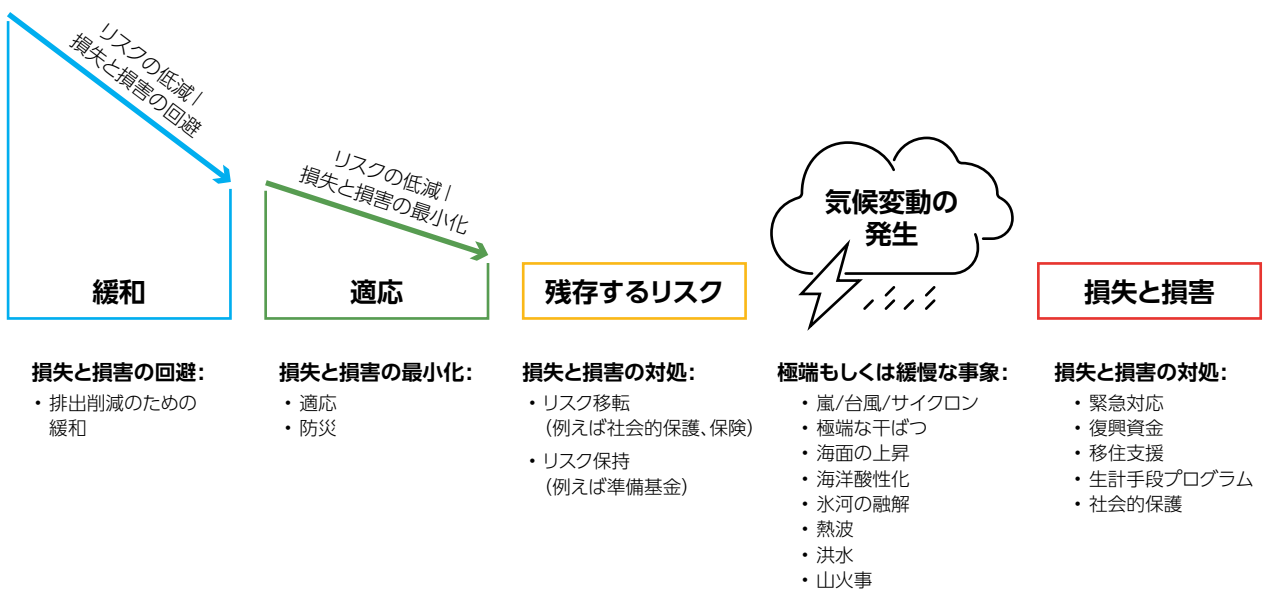 リスクの低減|
損失と損害の回避
リスクの低減|
損失と損害の最小化
緩和
適応
残存するリスク
気候変動の
発生
損失と損害
損失と損害の回避:
・排出削減のための
緩和
損失と損害の最小化:
・適応
・防災
損失と損害の対処:
・リスク移転
(例えば社会的保護、保険)
・リスク保持
(例えば準備基金)
極端もしくは緩慢な事象:
・嵐/台風/サイクロン
・極端な干ばつ
・海面の上昇
・海洋酸性化
・氷河の融解
・熱波
・洪水
・山火事
損失と損害の対処:
・緊急対応
・復興資金
・移住支援
・生計手段プログラム
・社会的保護